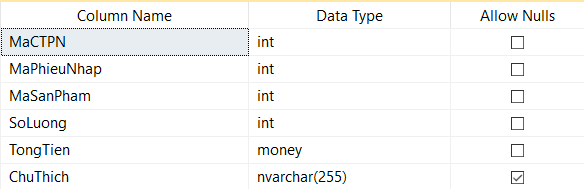 Column Name Data Type Allow Nulls
MaCTPN int
MaPhieuNhap int
MaSanPham int
SoLuong int
TongTien money
ChuThich nvarchar(255)